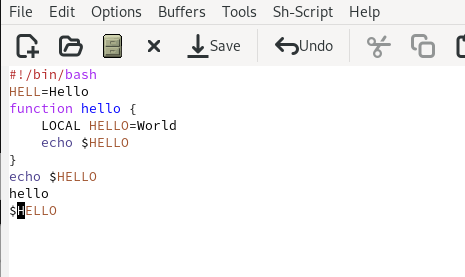 File Edit Options Buffers Tools Sh-Script Help
Save Undo
#!/bin/bash
HELL=Hello
function hello {
    LOCAL HELLO=World
    echo $HELLO
}
echo $HELLO
hello
$HELLO